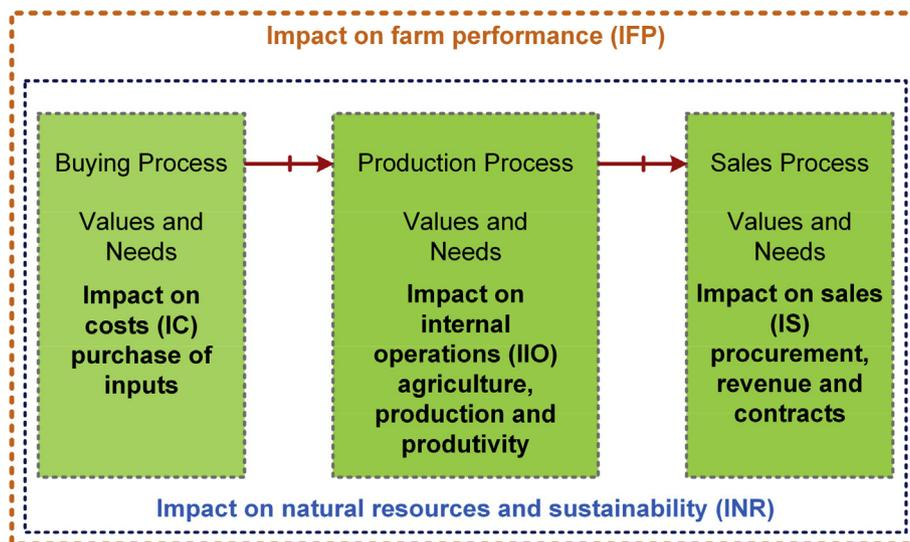 Impact on farm performance (IFP)
Buying Process
Values and
Needs
Impact on
costs (IC)
purchase of
inputs
Production Process
Values and
Needs
Impact on
internal
operations (IIO)
agriculture,
production and
produtivity
Sales Process
Values and
Needs
Impact on sales
(IS)
procurement,
revenue and
contracts
Impact on natural resources and sustainability (INR)